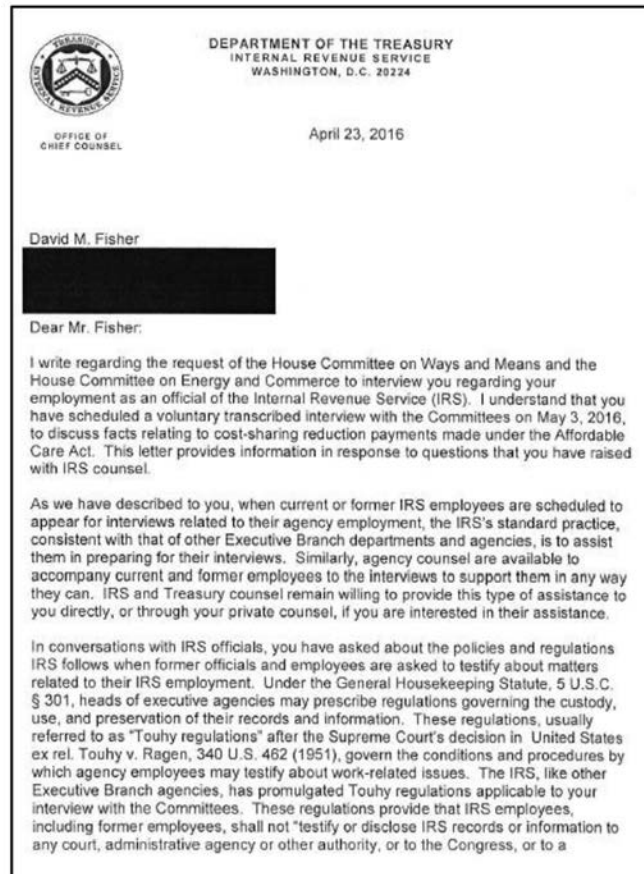 DEPARTMENT OF THE TREASURY
INTERNAL REVENUE SERVICE
WASHINGTON, D.C. 20224
TREASURY
INTERNAL REVENUE SERVICE
OFFICE OF
CHIEF COUNSEL
April 23, 2016
David M. Fisher
Dear Mr. Fisher:
I write regarding the request of the House Committee on Ways and Means and the
House Committee on Energy and Commerce to interview you regarding your
employment as an official of the Internal Revenue Service (IRS). I understand that you
have scheduled a voluntary transcribed interview with the Committees on May 3, 2016,
to discuss facts relating to cost-sharing reduction payments made under the Affordable
Care Act. This letter provides information in response to questions that you have raised
with IRS counsel.
As we have described to you, when current or former IRS employees are scheduled to
appear for interviews related to their agency employment, the IRS's standard practice,
consistent with that of other Executive Branch departments and agencies, is to assist
them in preparing for their interviews. Similarly, agency counsel are available to
accompany current and former employees to the interviews to support them in any way
they can. IRS and Treasury counsel remain willing to provide this type of assistance to
you directly, or through your private counsel, if you are interested in their assistance.
In conversations with IRS officials, you have asked about the policies and regulations
IRS follows when former officials and employees are asked to testify about matters
related to their IRS employment. Under the General Housekeeping Statute, 5 U.S.C.
§ 301, heads of executive agencies may prescribe regulations governing the custody,
use, and preservation of their records and information. These regulations, usually
referred to as "Touhy regulations" after the Supreme Court's decision in United States
ex rel. Touhy v. Ragen, 340 U.S. 462 (1951), govern the conditions and procedures by
which agency employees may testify about work-related issues. The IRS, like other
Executive Branch agencies, has promulgated Touhy regulations applicable to your
interview with the Committees. These regulations provide that IRS employees,
including former employees, shall not "testify or disclose IRS records or information to
any court, administrative agency or other authority, or to the Congress, or to a